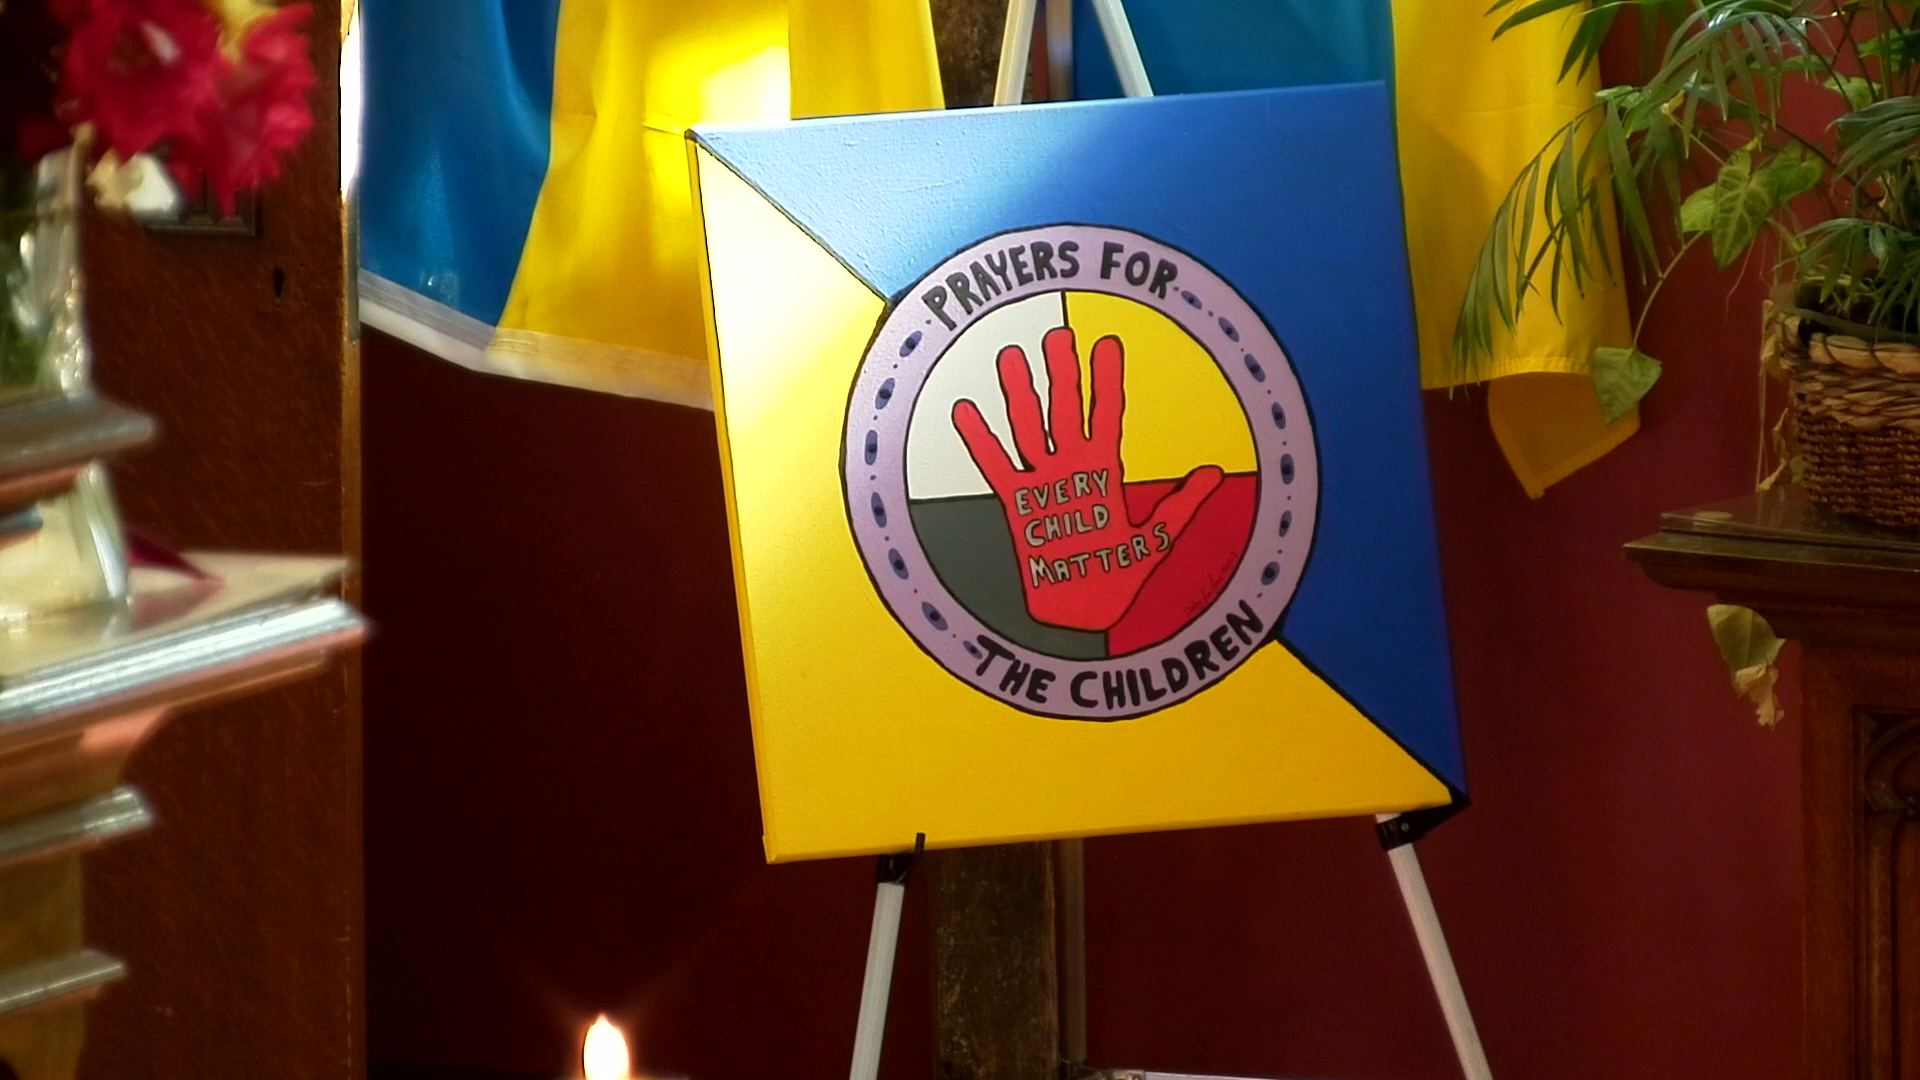 PRAYERS FOR
EVERY
CHILD
MATTERS
THE CHILDREN